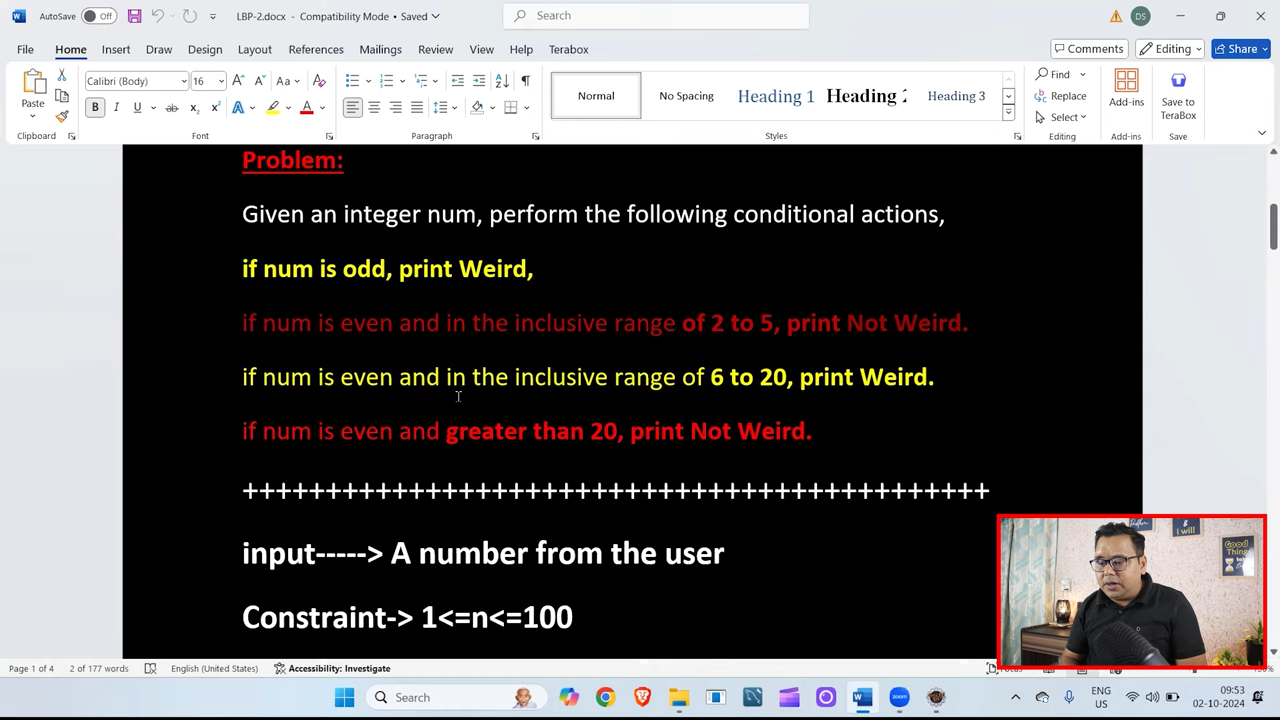 AutoSave Off LBP-2.docx - Compatibility Mode • Saved Search DS
File Home Insert Draw Design Layout References Mailings Review View Help Terabox Comments Editing Share
Paste Calibri (Body) 16 Normal No Spacing Heading 1 Heading 2 Heading 3 Find Replace Select Add-ins Save to TeraBox
Clipboard Font Paragraph Styles Editing Add-ins Save
Problem:
Given an integer num, perform the following conditional actions,
if num is odd, print Weird,
if num is even and in the inclusive range of 2 to 5, print Not Weird.
if num is even and in the inclusive range of 6 to 20, print Weird.
if num is even and greater than 20, print Not Weird.
+++++++++++++++++++++++++++++++++++++++++++++
input-----> A number from the user
Constraint-> 1<=n<=100
Good Thing
i will
Page 1 of 4 2 of 177 words English (United States) Accessibility: Investigate
Search zoom ENG US 09:53 02-10-2024